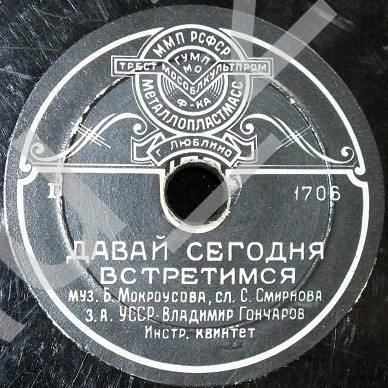 ММП РСФСР
ГУМП
МО
ТРЕСТ МОСОБЛКУЛЬТПРОМ
Ф-КА
МЕТАЛЛОПЛАСТМАСС
г. Люблино
1706
ДАВАЙ СЕГОДНЯ
ВСТРЕТИМСЯ
муз. Б. Мокроусова, сл. С. Смирнова
З.А. УССР-Владимир Гончаров
Инстр. квинтет